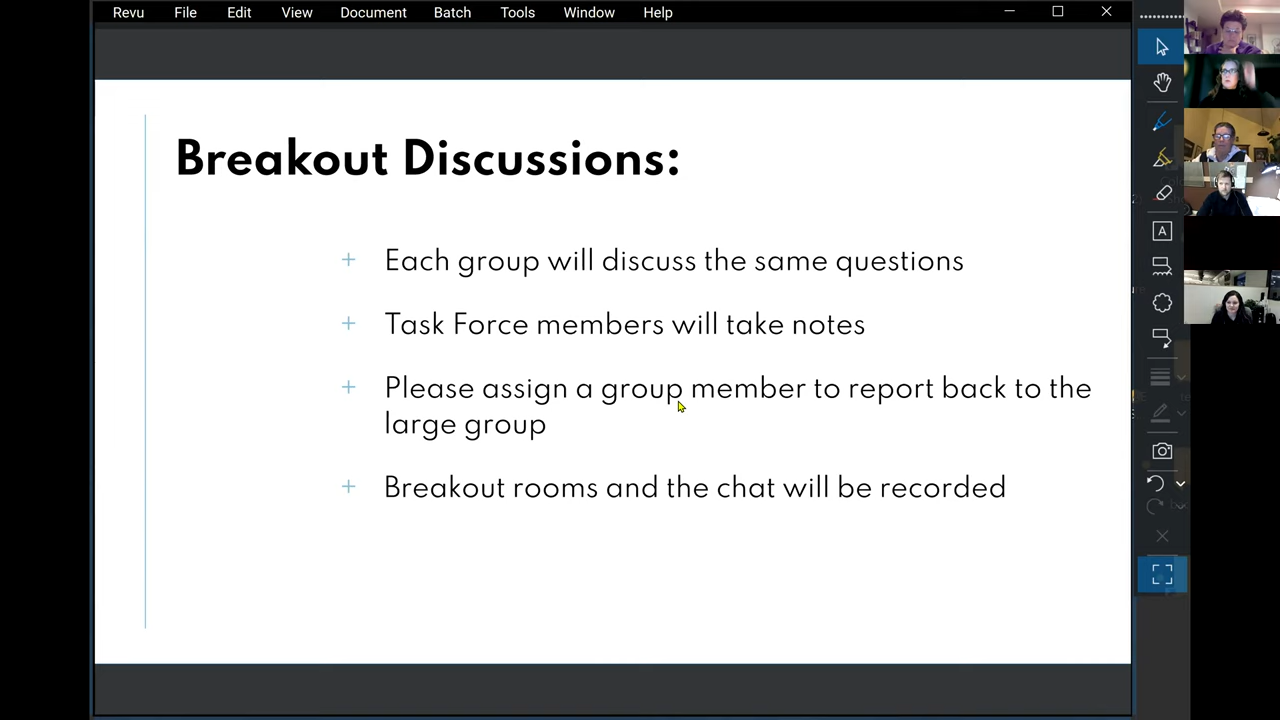 Revu File Edit View Document Batch Tools Window Help
Breakout Discussions:
+ Each group will discuss the same questions
+ Task Force members will take notes
+ Please assign a group member to report back to the
large group
+ Breakout rooms and the chat will be recorded
A